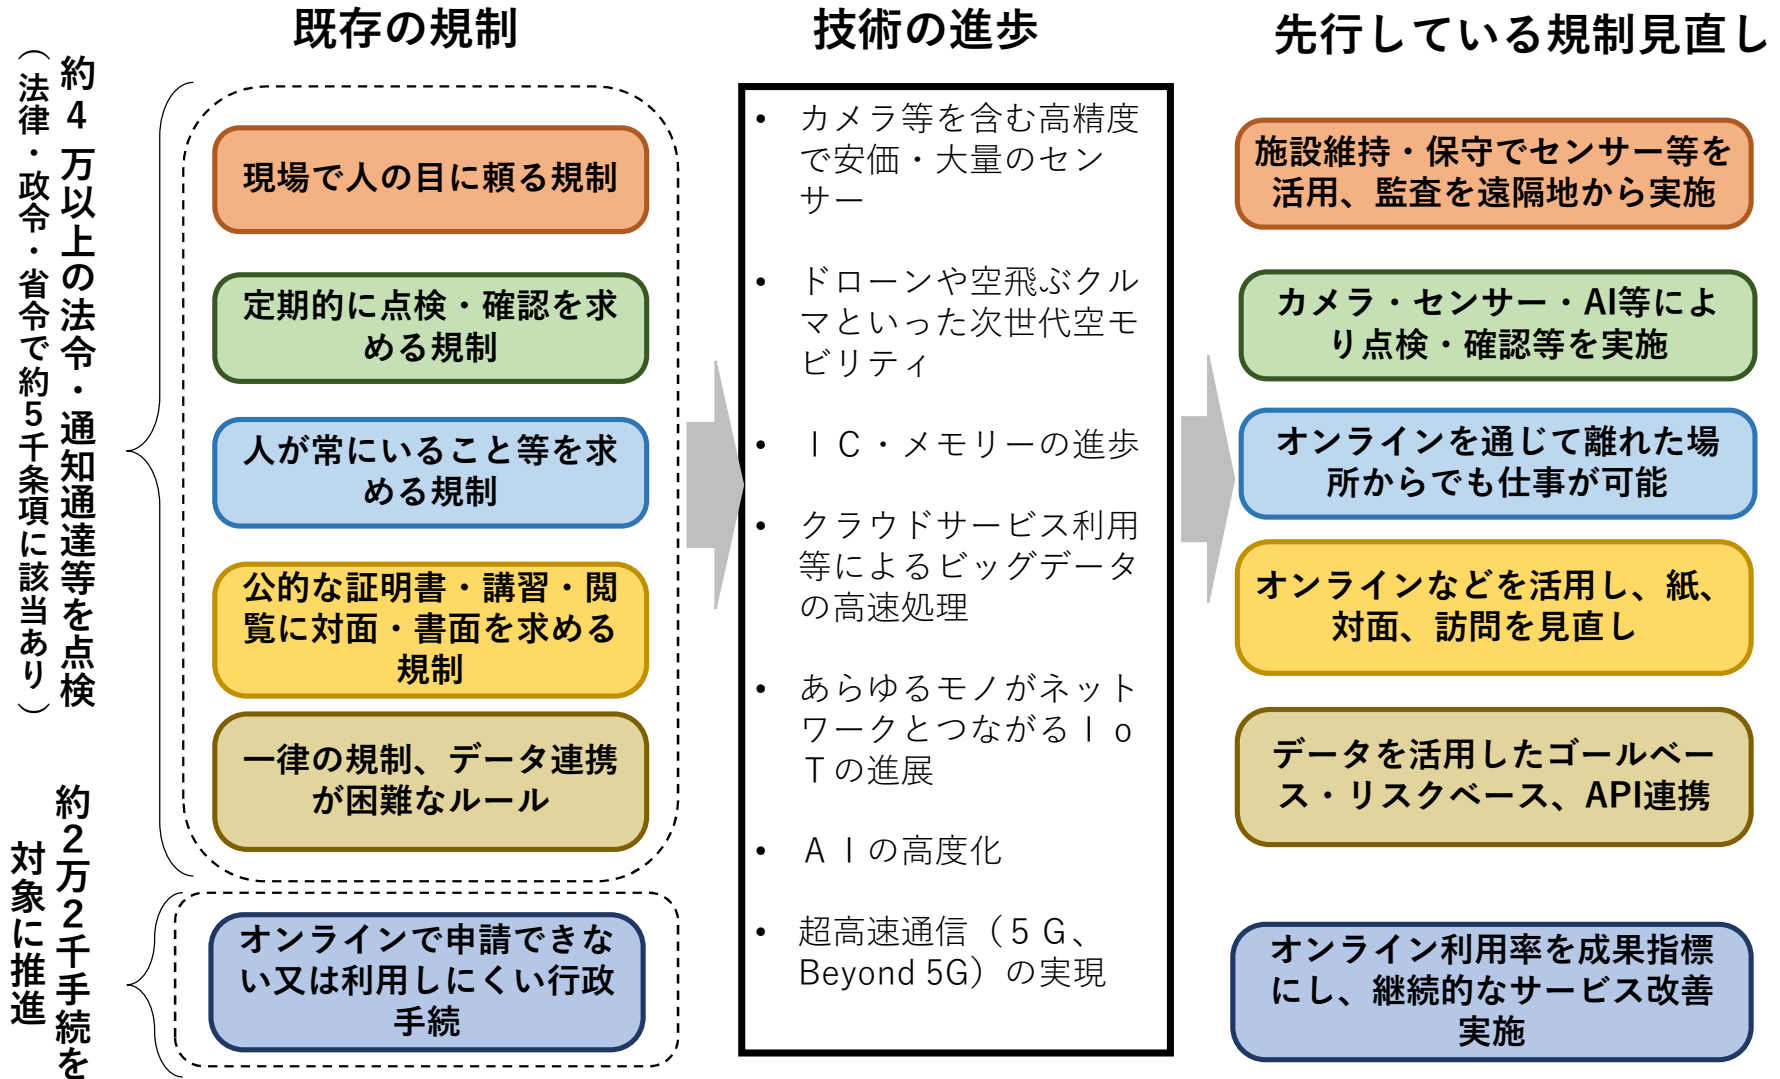 既存の規制
技術の進歩
先行している規制見直し
約4万以上の法令・通知通達等を点検
（法律・政令・省令で約5千条項に該当あり）
約2万2千手続を
対象に推進
現場で人の目に頼る規制
定期的に点検・確認を求
める規制
人が常にいること等を求
める規制
公的な証明書・講習・閲
覧に対面・書面を求める
規制
一律の規制、データ連携
が困難なルール
オンラインで申請できな
い又は利用しにくい行政
手続
• カメラ等を含む高精度
で安価・大量のセン
サー
• ドローンや空飛ぶクル
マといった次世代空モ
ビリティ
• ＩＣ・メモリーの進歩
• クラウドサービス利用
等によるビッグデータ
の高速処理
• あらゆるモノがネット
ワークとつながるＩｏ
Ｔの進展
• ＡＩの高度化
• 超高速通信（５Ｇ、
Beyond 5G）の実現
施設維持・保守でセンサー等を
活用、監査を遠隔地から実施
カメラ・センサー・AI等によ
り点検・確認等を実施
オンラインを通じて離れた場
所からでも仕事が可能
オンラインなどを活用し、紙、
対面、訪問を見直し
データを活用したゴールベー
ス・リスクベース、API連携
オンライン利用率を成果指標
にし、継続的なサービス改善
実施